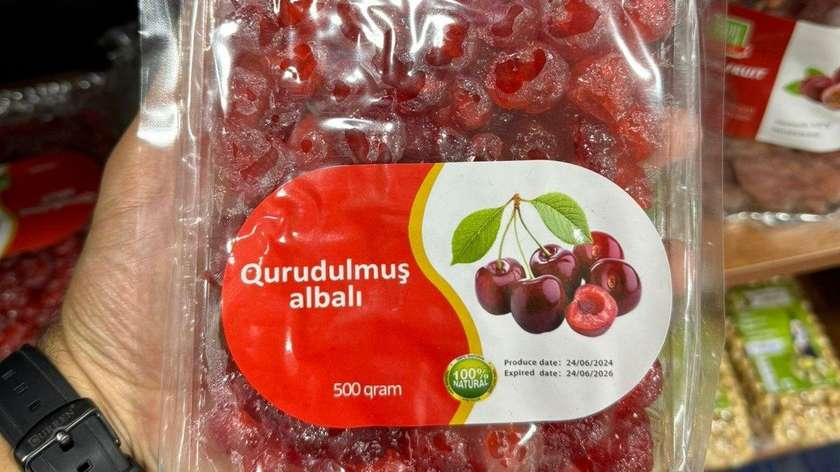 Qurudulmuş
albalı
500 qram
100%
NATURAL
Produce date: 24/06/2024
Expired date: 24/06/2026